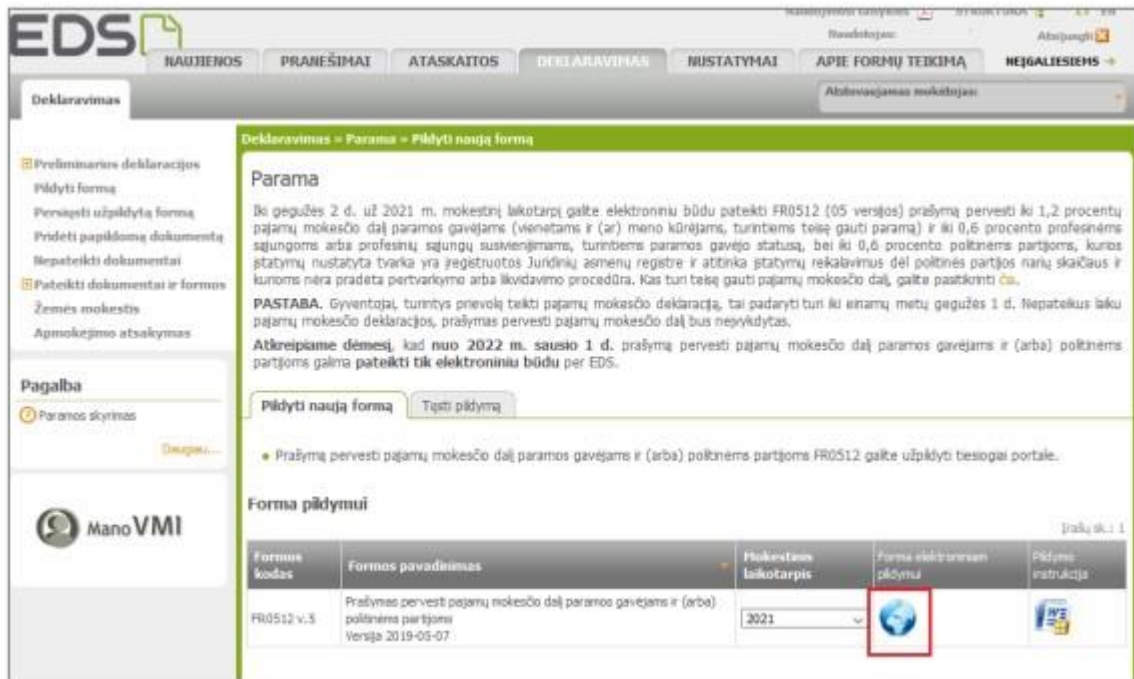 EDS
Naudotojas:
Atsijungti
NAUJIENOS PRANEŠIMAI ATASKAITOS DEKLARAVIMAS NUSTATYMAI APIE FORMŲ TEIKIMĄ NEĮGALIESIEMS
Deklaravimas
Atstovaujamas mokėtojas:
Deklaravimas » Parama » Pildyti naują formą
Preliminarios deklaracijos
Pildyti formą
Persiųsti užpildytą formą
Pridėti papildomą dokumentą
Nepateikti dokumentai
Pateikti dokumentai ir formos
Žemės mokestis
Apmokėjimo atsakymas
Pagalba
Paramos skyrimas
Daugiau...
Mano VMI
Parama
Iki gegužės 2 d. už 2021 m. mokestinį laikotarpį galite elektroniniu būdu pateikti FR0512 (05 versijos) prašymą pervesti iki 1,2 procentų
pajamų mokesčio dalį paramos gavėjams (vienetams ir (ar) meno kūrėjams, turintiems teisę gauti paramą) ir iki 0,6 procento profesinėms
sąjungoms arba profesinių sąjungų susivienijimams, turintiems paramos gavėjo statusą, bei iki 0,6 procento politinėms partijoms, kurios
įstatymų nustatyta tvarka yra įregistruotos Juridinių asmenų registre ir atitinka įstatymų reikalavimus dėl politinės partijos narių skaičiaus ir
kurioms nėra pradėta pertvarkymo arba likvidavimo procedūra. Kas turi teisę gauti pajamų mokesčio dalį, galite pasitikrinti čia.
PASTABA. Gyventojai, turintys prievolę teikti pajamų mokesčio deklaraciją, tai padaryti turi iki einamų metų gegužės 1 d. Nepateikus laiku
pajamų mokesčio deklaracijos, prašymas pervesti pajamų mokesčio dalį bus neįvykdytas.
Atkreipiame dėmesį, kad nuo 2022 m. sausio 1 d. prašymą pervesti pajamų mokesčio dalį paramos gavėjams ir (arba) politinėms
partijoms galima pateikti tik elektroniniu būdu per EDS.
Pildyti naują formą Tęsti pildymą
Prašymą pervesti pajamų mokesčio dalį paramos gavėjams ir (arba) politinėms partijoms FR0512 galite užpildyti tiesiogiai portale.
Forma pildymui
Įrašų sk.: 1
Formos kodas Formos pavadinimas Mokestinis laikotarpis Forma elektroniniam pildymui Pildymo instrukcija
FR0512 v.5 Prašymas pervesti pajamų mokesčio dalį paramos gavėjams ir (arba)
politinėms partijoms
Versija 2019-05-07
2021